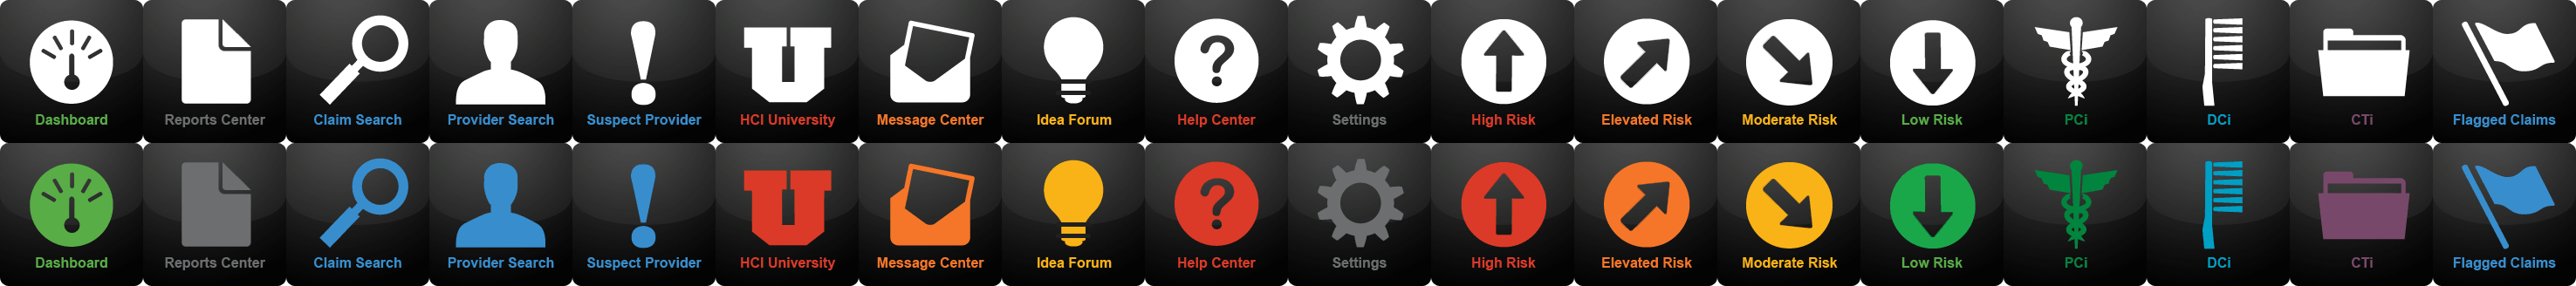 Dashboard Reports Center Claim Search Provider Search Suspect Provider HCI University Message Center Idea Forum Help Center Settings High Risk Elevated Risk Moderate Risk Low Risk PCi DCi CTi Flagged Claims
Dashboard Reports Center Claim Search Provider Search Suspect Provider HCI University Message Center Idea Forum Help Center Settings High Risk Elevated Risk Moderate Risk Low Risk PCi DCi CTi Flagged Claims